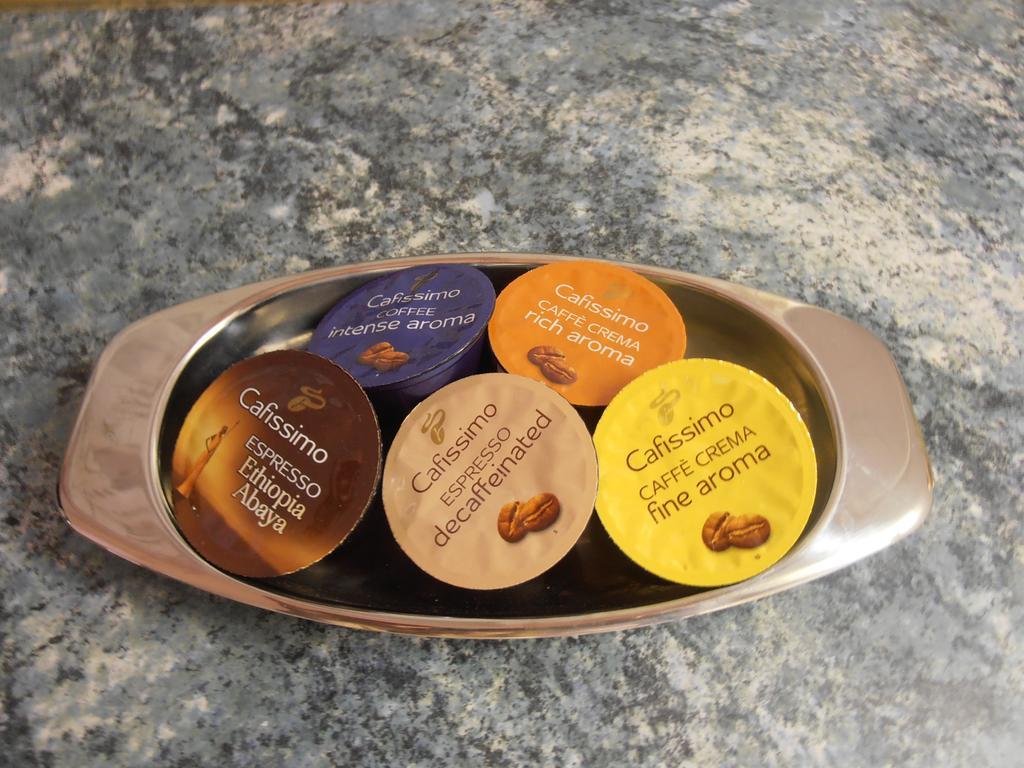 Cafissimo
COFFEE
intense aroma
Cafissimo
CAFFÈ CREMA
rich aroma
Cafissimo
ESPRESSO
Ethiopia
Abaya
Cafissimo
ESPRESSO
decaffeinated
Cafissimo
CAFFÈ CREMA
fine aroma